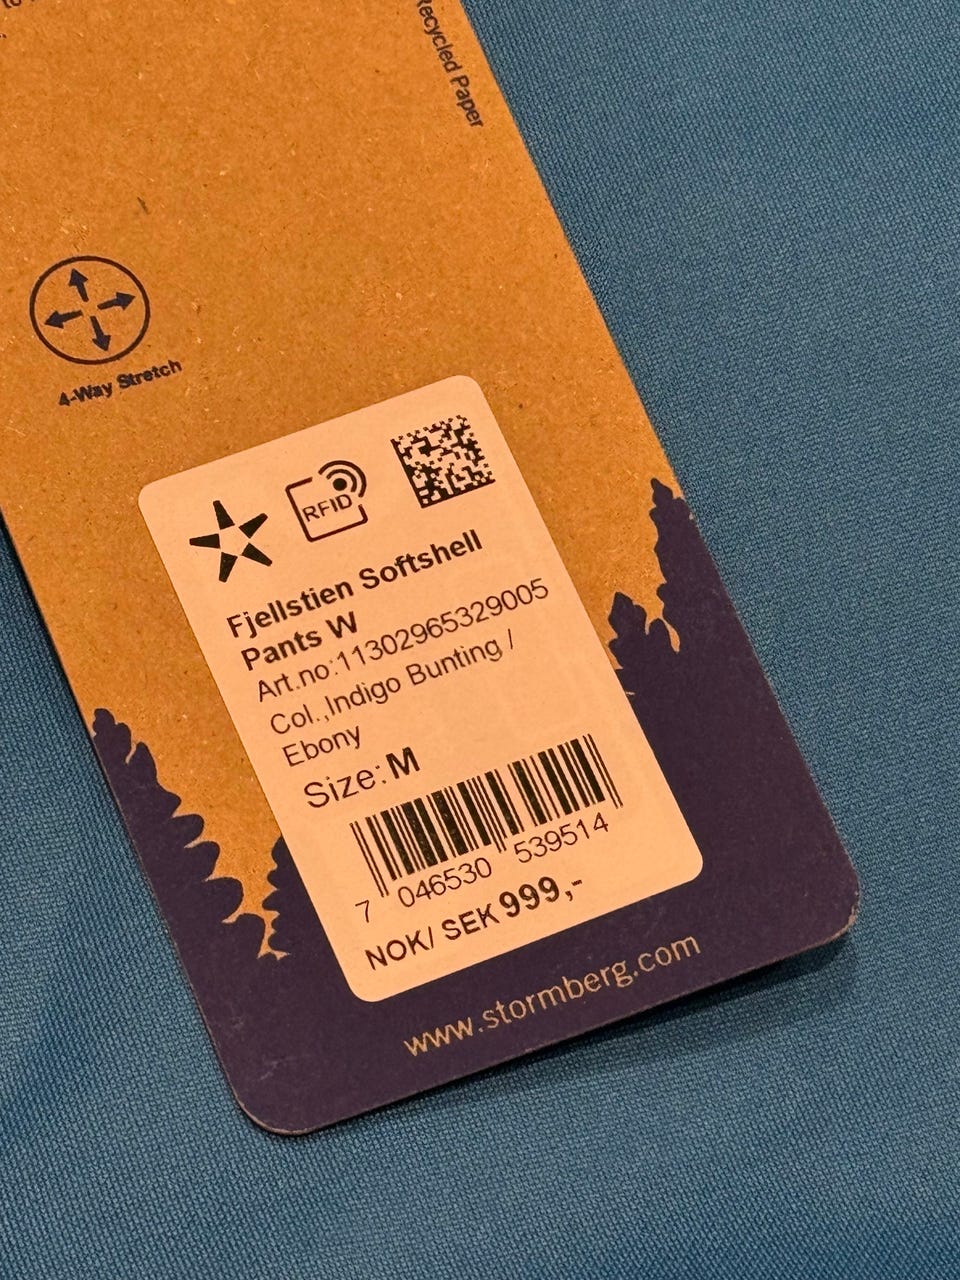 Recycled Paper
4-Way Stretch
RFID
Fjellstien Softshell
Pants W
Art.no:11302965329005
Col.,Indigo Bunting /
Ebony
Size:M
7 046530 539514
NOK/ SEK 999,-
www.stormberg.com